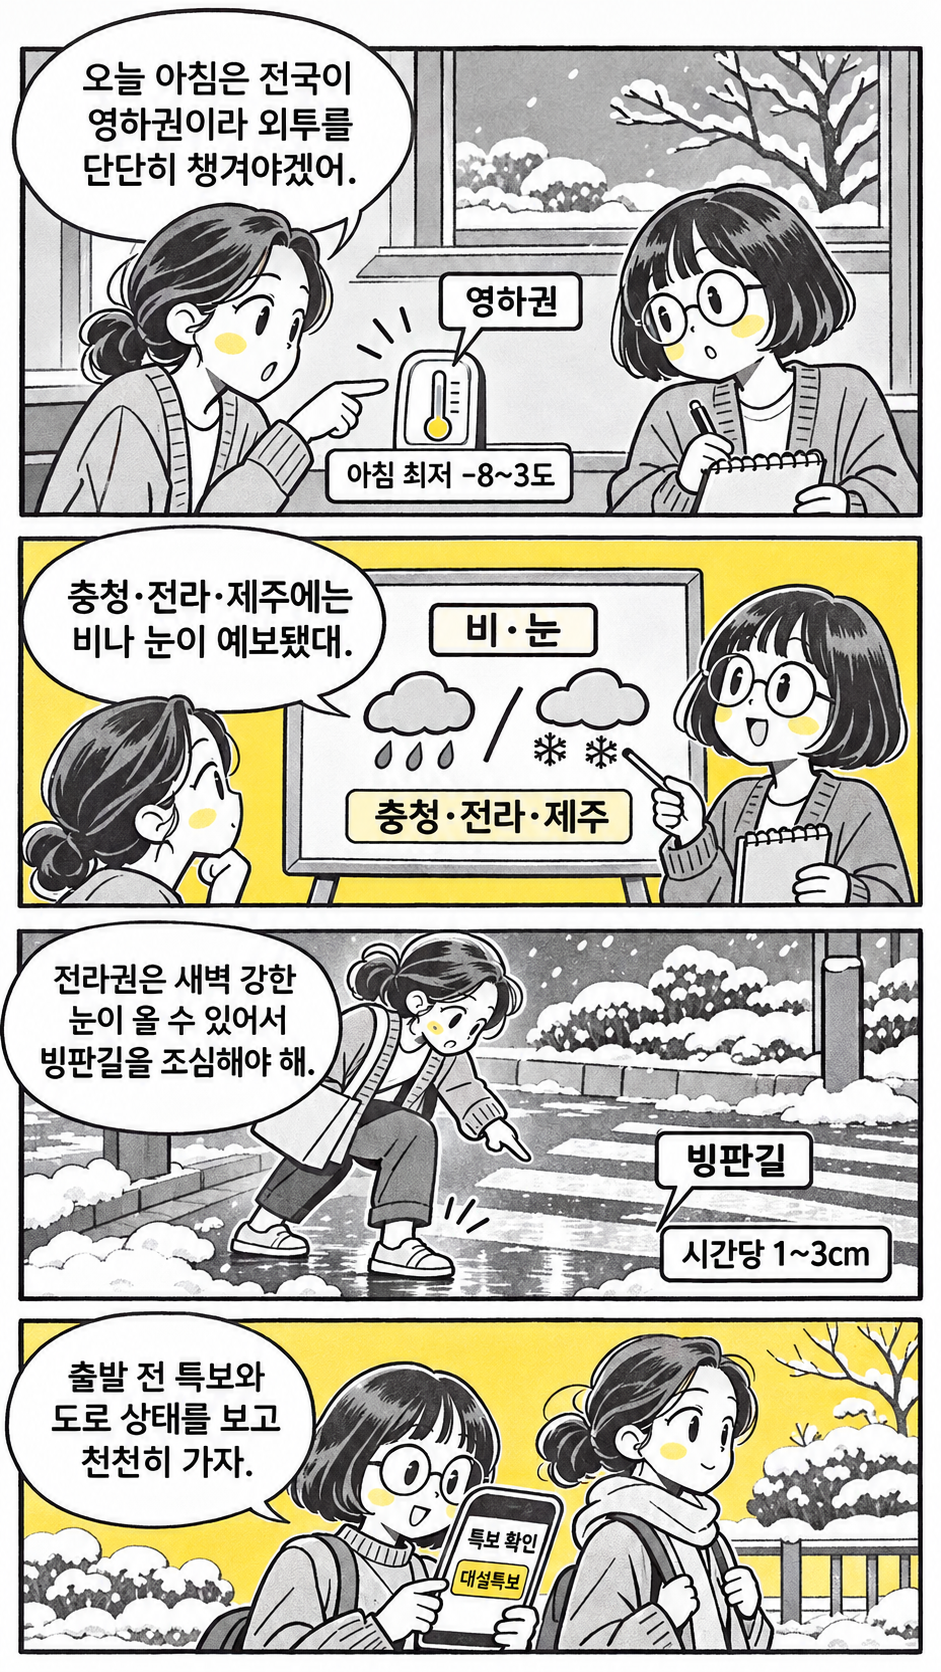 오늘 아침은 전국이
영하권이라 외투를
단단히 챙겨야겠어.
영하권
아침 최저 -8~3도
충청·전라·제주에는
비나 눈이 예보됐대.
비·눈
충청·전라·제주
전라권은 새벽 강한
눈이 올 수 있어서
빙판길을 조심해야 해.
빙판길
시간당 1~3cm
출발 전 특보와
도로 상태를 보고
천천히 가자.
특보 확인
대설특보